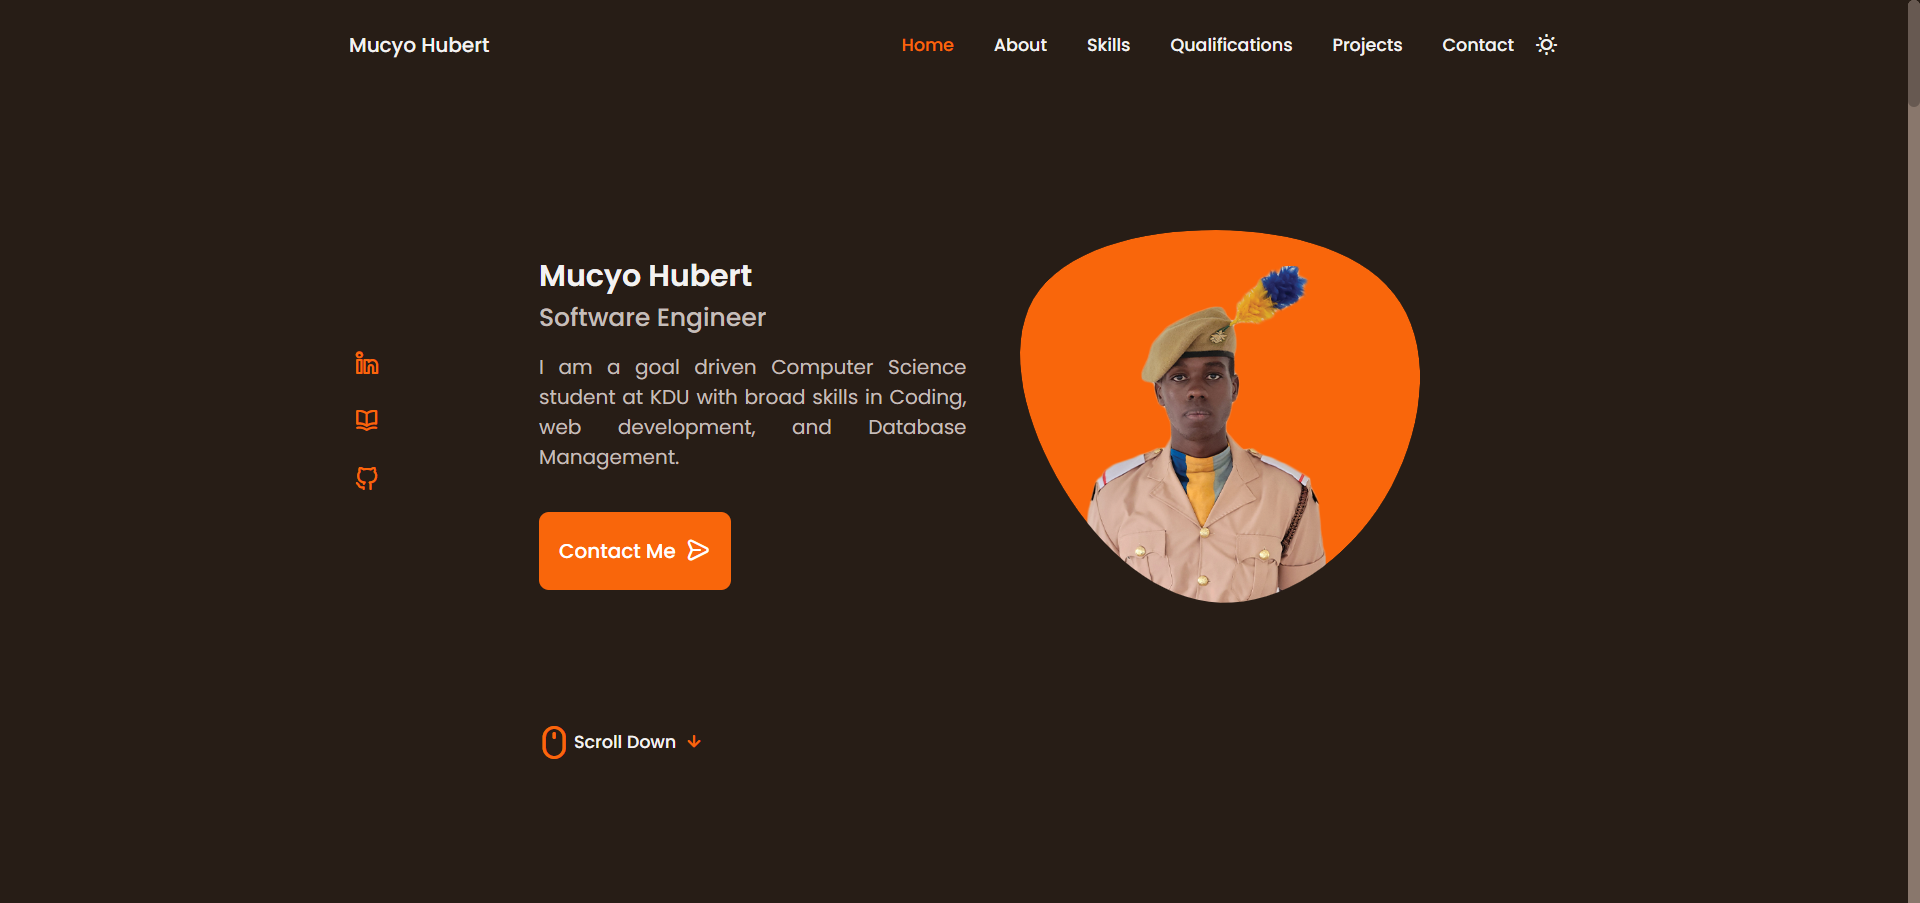 Mucyo Hubert
Home About Skills Qualifications Projects Contact
Mucyo Hubert
Software Engineer
I am a goal driven Computer Science
student at KDU with broad skills in Coding,
web development, and Database
Management.
Contact Me
Scroll Down